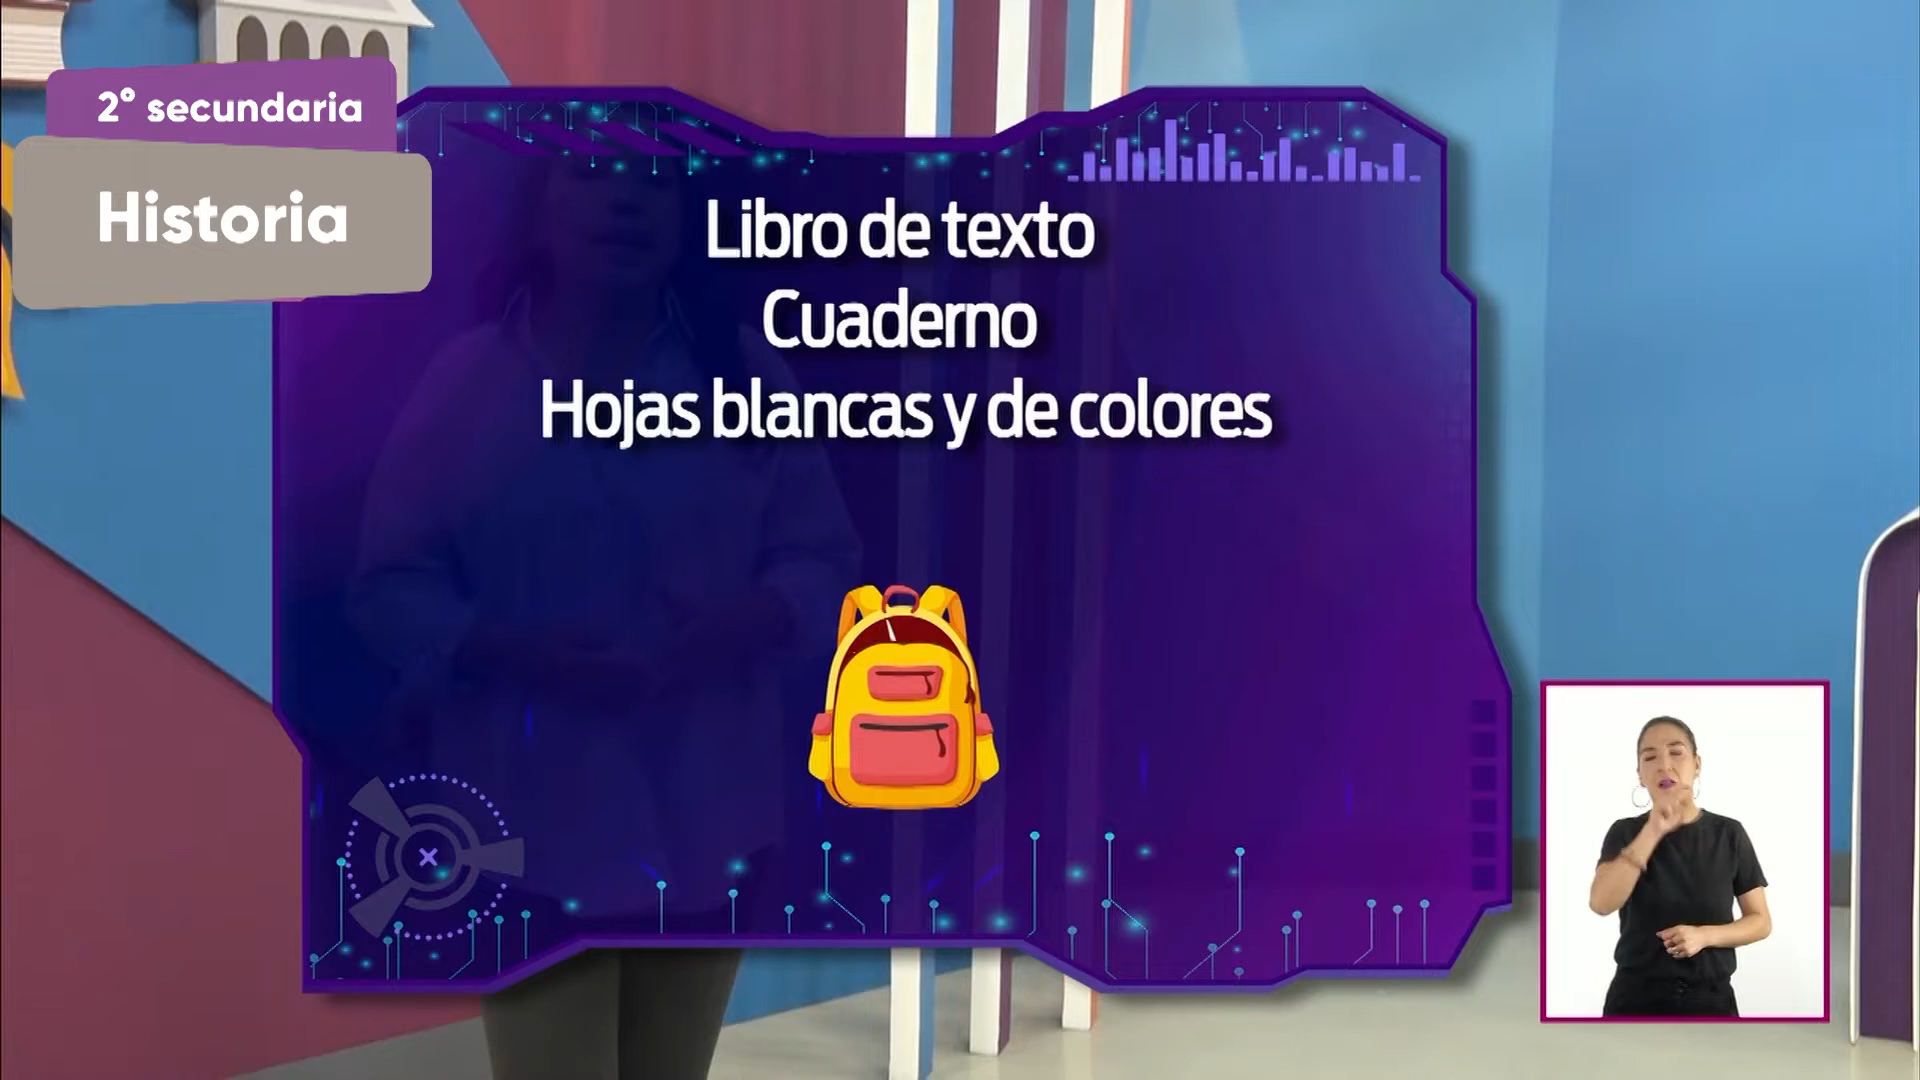 2° secundaria
Historia
Libro de texto
Cuaderno
Hojas blancas y de colores